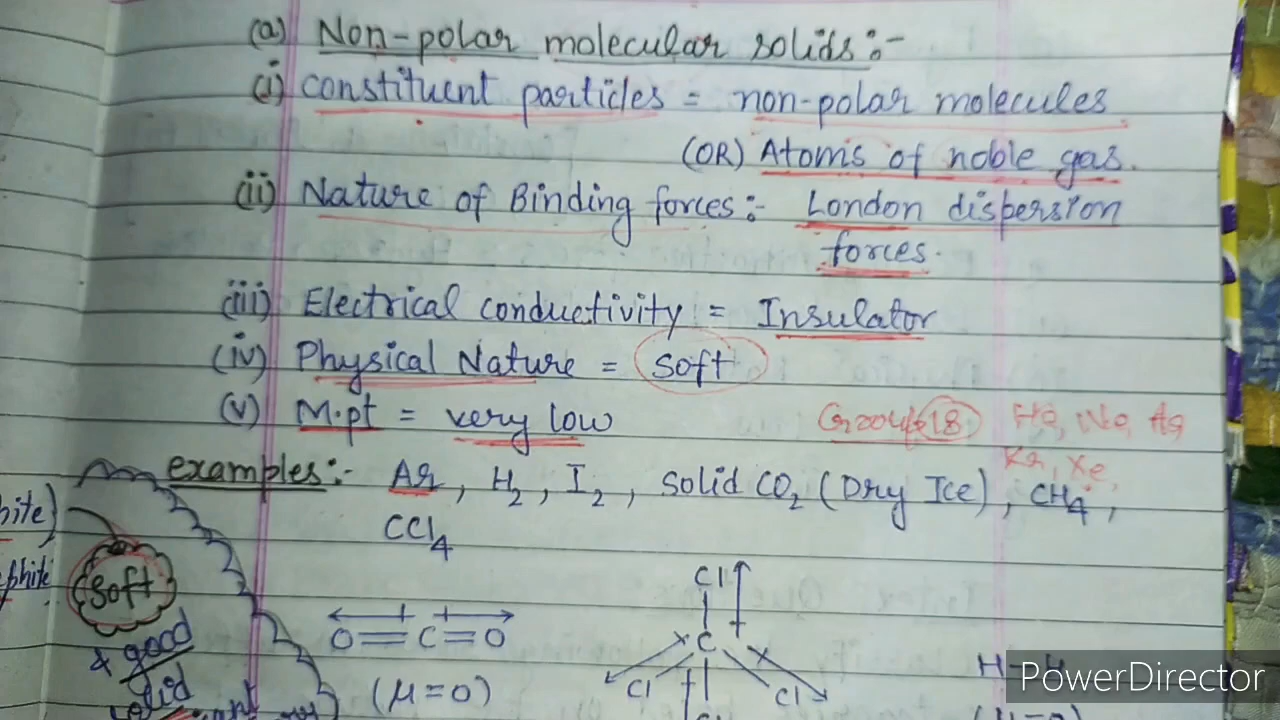 (a) Non-polar molecular solids :-
(i) constituent particles = non-polar molecules
(OR) Atoms of noble gas.
(ii) Nature of Binding forces :- London dispersion
forces.
(iii) Electrical conductivity = Insulator
(iv) Physical Nature = soft
(v) M.pt = very low
Group 18 He, Ne, Ar
Kr, Xe,
examples :- Ar, H₂, I₂, solid CO₂ (Dry Ice), CH₄,
CCl₄
soft
& good
O=C=O
(μ=0)
Cl
C
Cl Cl
H-H
PowerDirector